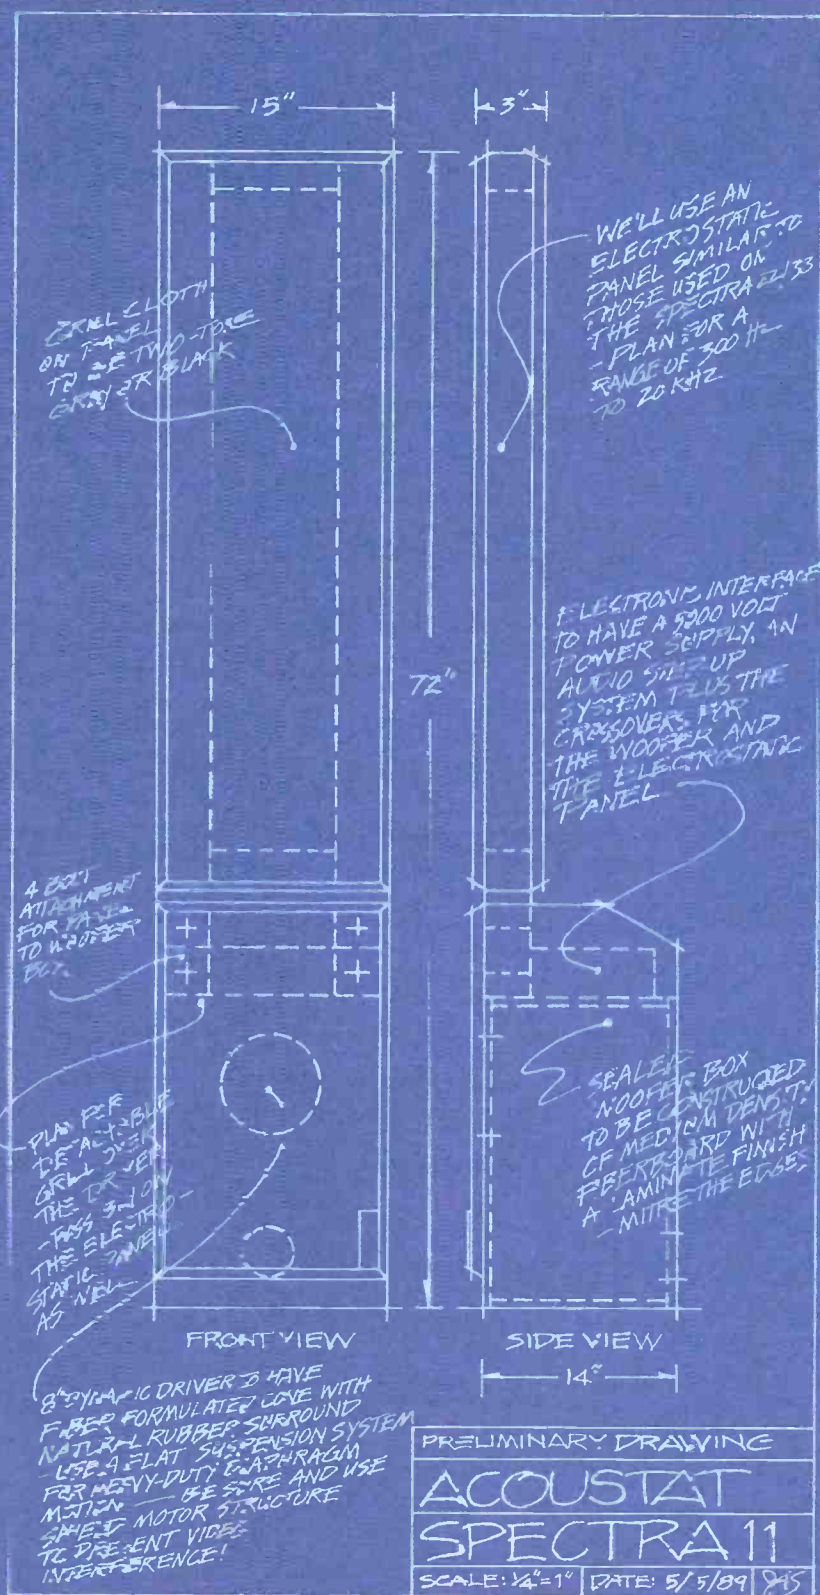 15"
3"
WE'LL USE AN
ELECTROSTATIC
PANEL SIMILAR TO
THOSE USED ON
THE SPECTRA 22/33
- PLAN FOR A
RANGE OF 300 Hz
TO 20 KHZ
GRILL CLOTH
ON PANEL
TO BE TWO-TONE
GRAY OR BLACK
72"
ELECTRONIC INTERFACE
TO HAVE A 5200 VOLT
POWER SUPPLY, AN
AUDIO STEP UP
SYSTEM PLUS THE
CROSSOVERS FOR
THE WOOFER AND
THE ELECTROSTATIC
PANEL
4 BOLT
ATTACHMENT
FOR PANEL
TO WOOFER
BOX
SEALED
WOOFER BOX
TO BE CONSTRUCTED
OF MEDIUM DENSITY
FIBERBOARD WITH
A LAMINATE FINISH
- MITRE THE EDGES
PLAN FOR
DETACHABLE
GRILL OVER
THE DRIVER
THE ELECTRO-
STATIC PANEL
AS WELL
FRONT VIEW
SIDE VIEW
14"
8" DYNAMIC DRIVER TO HAVE
FIBER FORMULATED CONE WITH
NATURAL RUBBER SURROUND
- USE A FLAT SUSPENSION SYSTEM
FOR HEAVY-DUTY DIAPHRAGM
MOTION — BE SURE AND USE
SHIELD MOTOR STRUCTURE
TO PREVENT VIDEO
INTERFERENCE!
PRELIMINARY DRAWING
ACOUSTAT
SPECTRA 11
SCALE: ¼"=1" DATE: 5/5/89